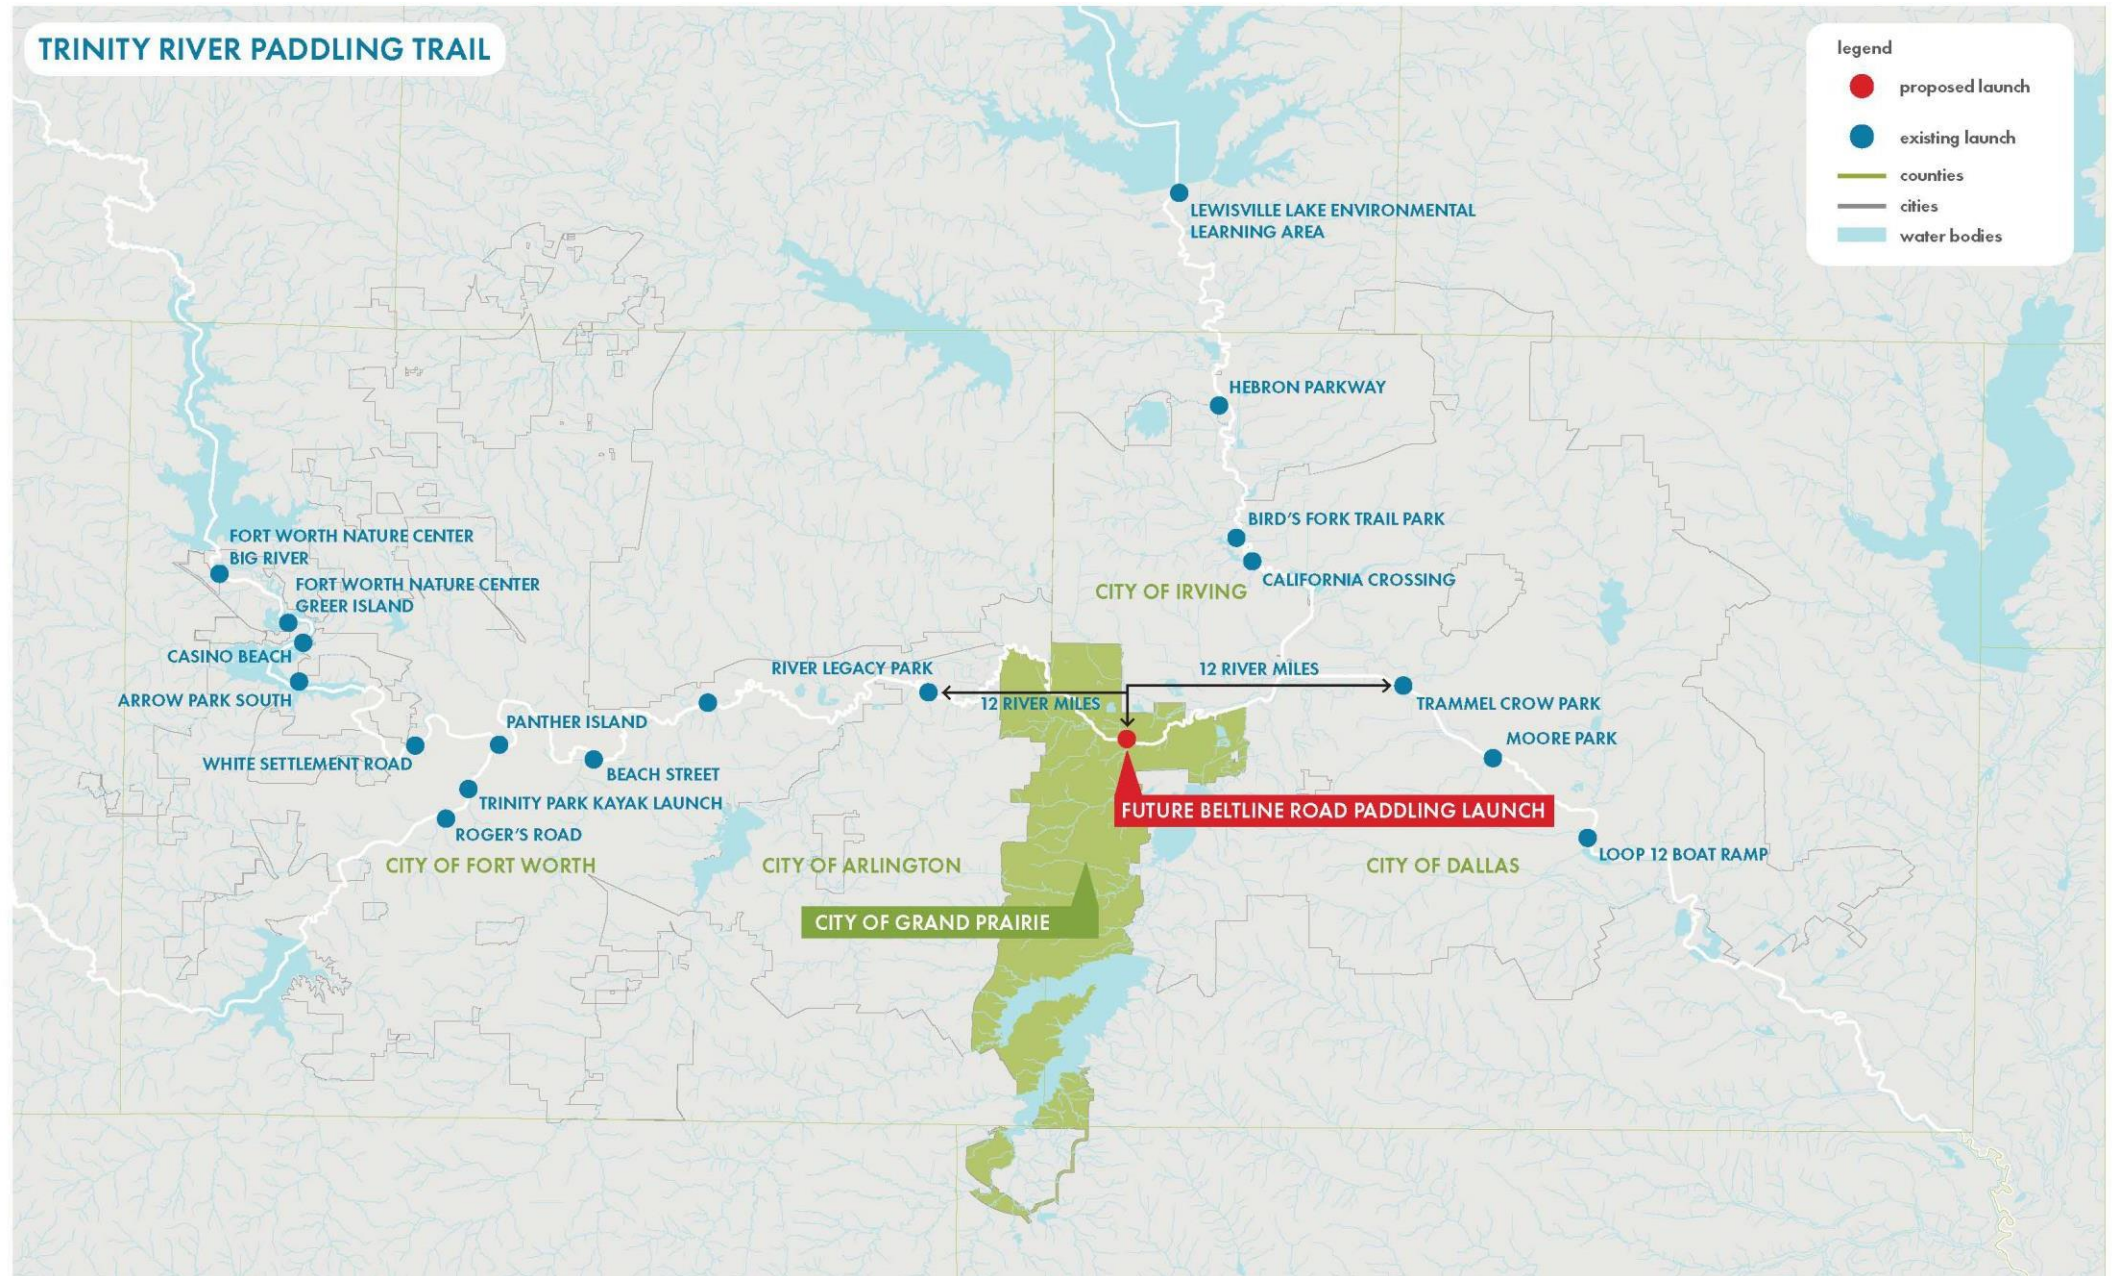 TRINITY RIVER PADDLING TRAIL
legend
proposed launch
existing launch
counties
cities
water bodies
LEWISVILLE LAKE ENVIRONMENTAL
LEARNING AREA
HEBRON PARKWAY
BIRD'S FORK TRAIL PARK
CALIFORNIA CROSSING
CITY OF IRVING
FORT WORTH NATURE CENTER
BIG RIVER
FORT WORTH NATURE CENTER
GREER ISLAND
CASINO BEACH
ARROW PARK SOUTH
WHITE SETTLEMENT ROAD
PANTHER ISLAND
BEACH STREET
TRINITY PARK KAYAK LAUNCH
ROGER'S ROAD
CITY OF FORT WORTH
RIVER LEGACY PARK
12 RIVER MILES
12 RIVER MILES
TRAMMEL CROW PARK
MOORE PARK
FUTURE BELTLINE ROAD PADDLING LAUNCH
LOOP 12 BOAT RAMP
CITY OF ARLINGTON
CITY OF DALLAS
CITY OF GRAND PRAIRIE